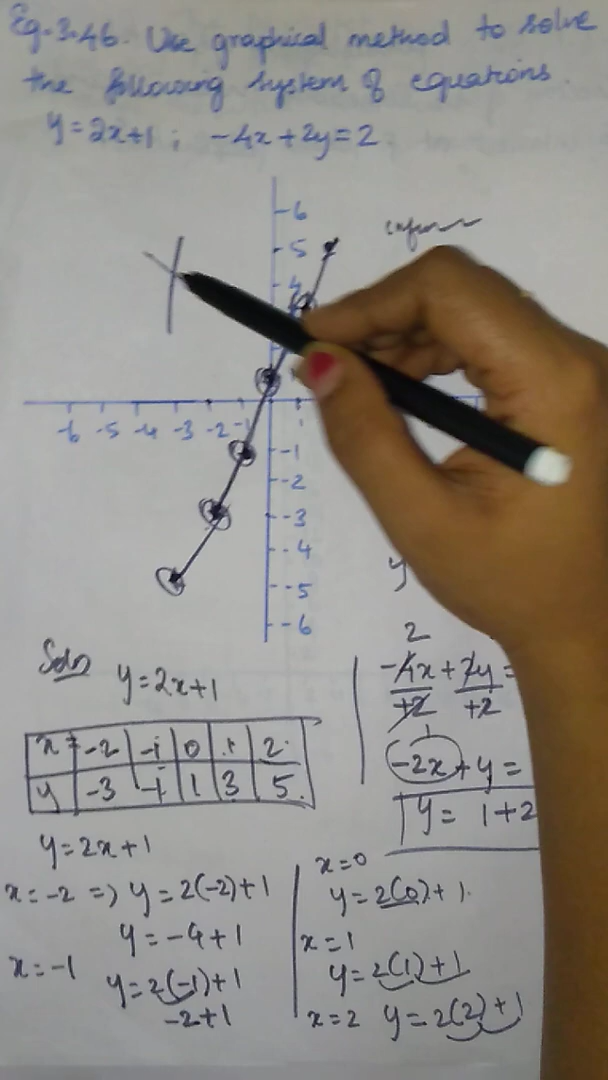 Eg.3.46. Use graphical method to solve
the following system of equations.
y=2x+1; -4x+2y=2
-6
-5
4
-6 -5 -4 -3 -2 -1
-1
-2
-3
-4
-5
-6
Soln y=2x+1
x -2 -1 0 1 2
y -3 -1 1 3 5
y=2x+1
x=-2 => y=2(-2)+1
y=-4+1
x=-1
y=2(-1)+1
-2+1
y
2
-4x+2y=
+2 +2
1
-2x+y=
y= 1+2
x=0
y=2(0)+1
x=1
y=2(1)+1
x=2 y=2(2)+1